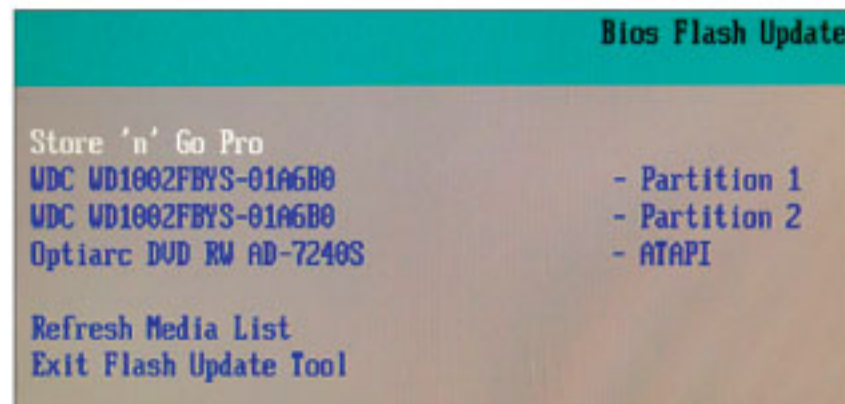 Bios Flash Update
Store 'n' Go Pro
WDC WD1002FBYS-01A6B0 - Partition 1
WDC WD1002FBYS-01A6B0 - Partition 2
Optiarc DVD RW AD-7240S - ATAPI
Refresh Media List
Exit Flash Update Tool